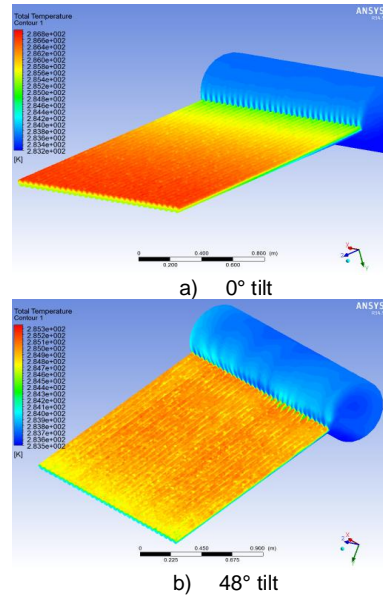 Total Temperature
Contour 1
ANSYS
2.868e+002
2.866e+002
2.864e+002
2.862e+002
2.860e+002
2.858e+002
2.856e+002
2.854e+002
2.852e+002
2.850e+002
2.848e+002
2.844e+002
2.842e+002
2.840e+002
2.838e+002
2.836e+002
2.834e+002
2.832e+002
[K]
0 0.400 0.800 (m)
0.200 0.600
X
Z
Y
a) 0° tilt
Total Temperature
Contour 1
ANSYS
2.853e+002
2.852e+002
2.851e+002
2.850e+002
2.849e+002
2.848e+002
2.847e+002
2.846e+002
2.845e+002
2.844e+002
2.843e+002
2.842e+002
2.841e+002
2.840e+002
2.839e+002
2.838e+002
2.837e+002
2.836e+002
2.835e+002
[K]
0 0.450 0.900 (m)
0.225 0.675
X
Z
Y
b) 48° tilt